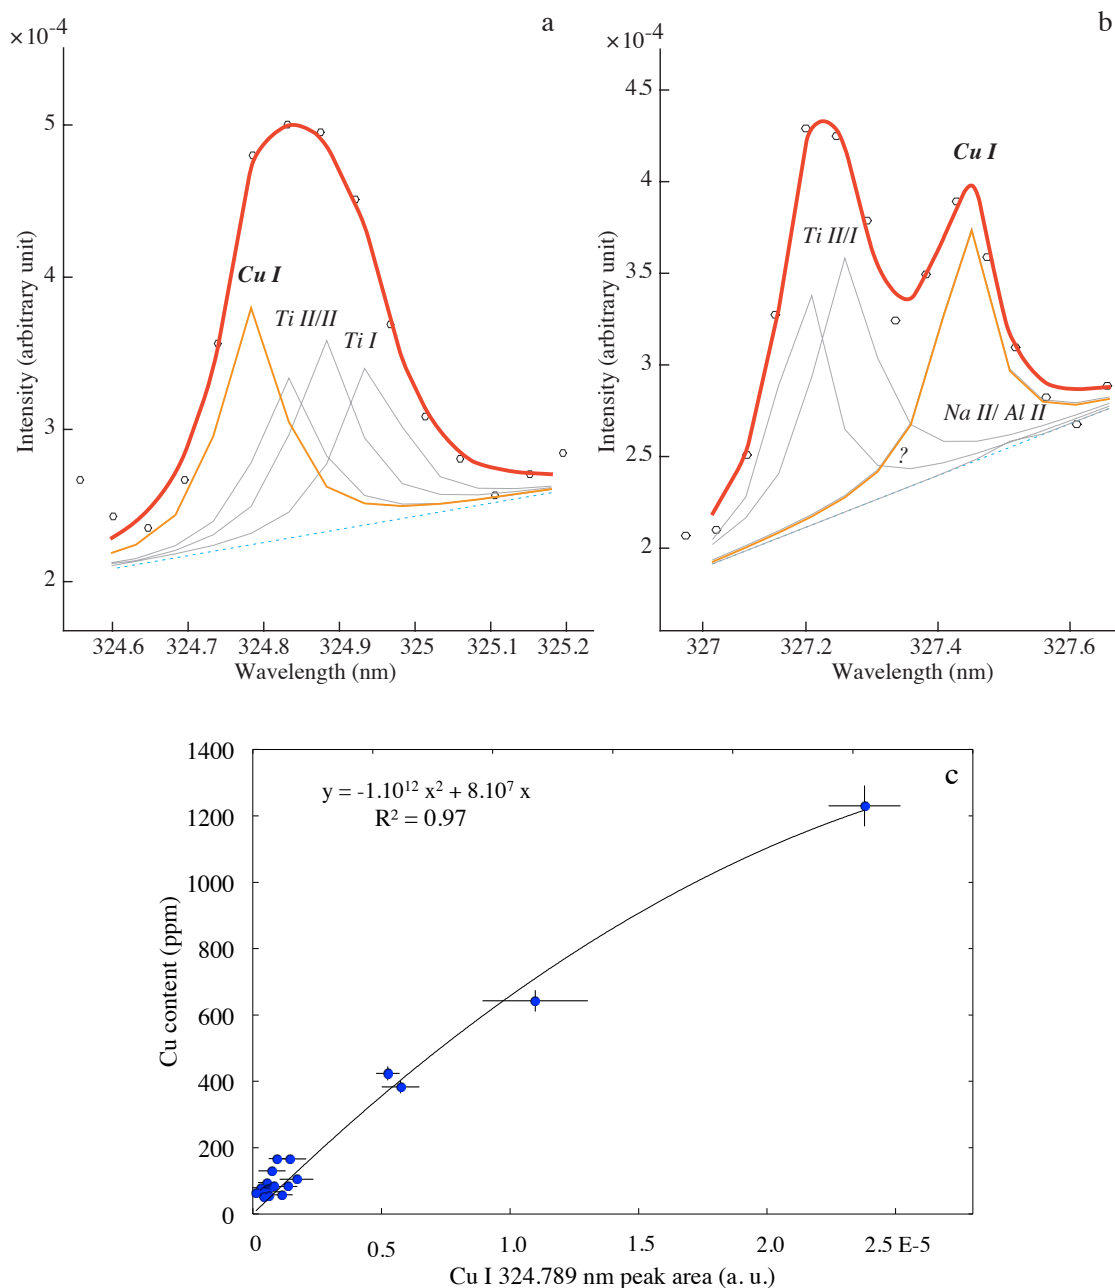 a
×10⁻⁴
5
4
3
2
Intensity (arbitrary unit)
Cu I
Ti II/II
Ti I
324.6 324.7 324.8 324.9 325 325.1 325.2
Wavelength (nm)
b
×10⁻⁴
4.5
4
3.5
3
2.5
2
Intensity (arbitrary unit)
Cu I
Ti II/I
Na II/ Al II
?
327 327.2 327.4 327.6
Wavelength (nm)
c
1400
1200
1000
800
600
400
200
0
Cu content (ppm)
y = -1.10¹² x² + 8.10⁷ x
R² = 0.97
0 0.5 1.0 1.5 2.0 2.5 E-5
Cu I 324.789 nm peak area (a. u.)